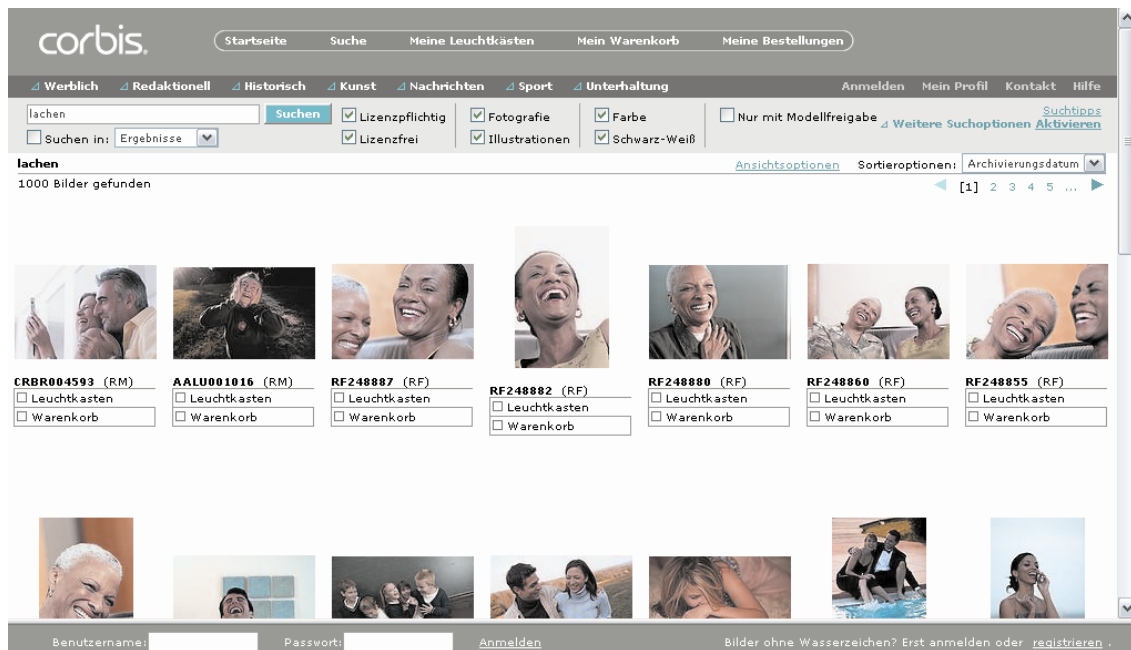 corbis.
Startseite Suche Meine Leuchtkästen Mein Warenkorb Meine Bestellungen
Werblich Redaktionell Historisch Kunst Nachrichten Sport Unterhaltung Anmelden Mein Profil Kontakt Hilfe
lachen Suchen Lizenzpflichtig Fotografie Farbe Nur mit Modellfreigabe Suchtipps
Weitere Suchoptionen Aktivieren
Suchen in: Ergebnisse Lizenzfrei Illustrationen Schwarz-Weiß
lachen Ansichtsoptionen Sortieroptionen: Archivierungsdatum
1000 Bilder gefunden [1] 2 3 4 5 ...
CRBR004593 (RM) AALU001016 (RM) RF248887 (RF) RF248882 (RF) RF248880 (RF) RF248860 (RF) RF248855 (RF)
Leuchtkasten Leuchtkasten Leuchtkasten Leuchtkasten Leuchtkasten Leuchtkasten Leuchtkasten
Warenkorb Warenkorb Warenkorb Warenkorb Warenkorb Warenkorb Warenkorb
Benutzername: Passwort: Anmelden Bilder ohne Wasserzeichen? Erst anmelden oder registrieren .